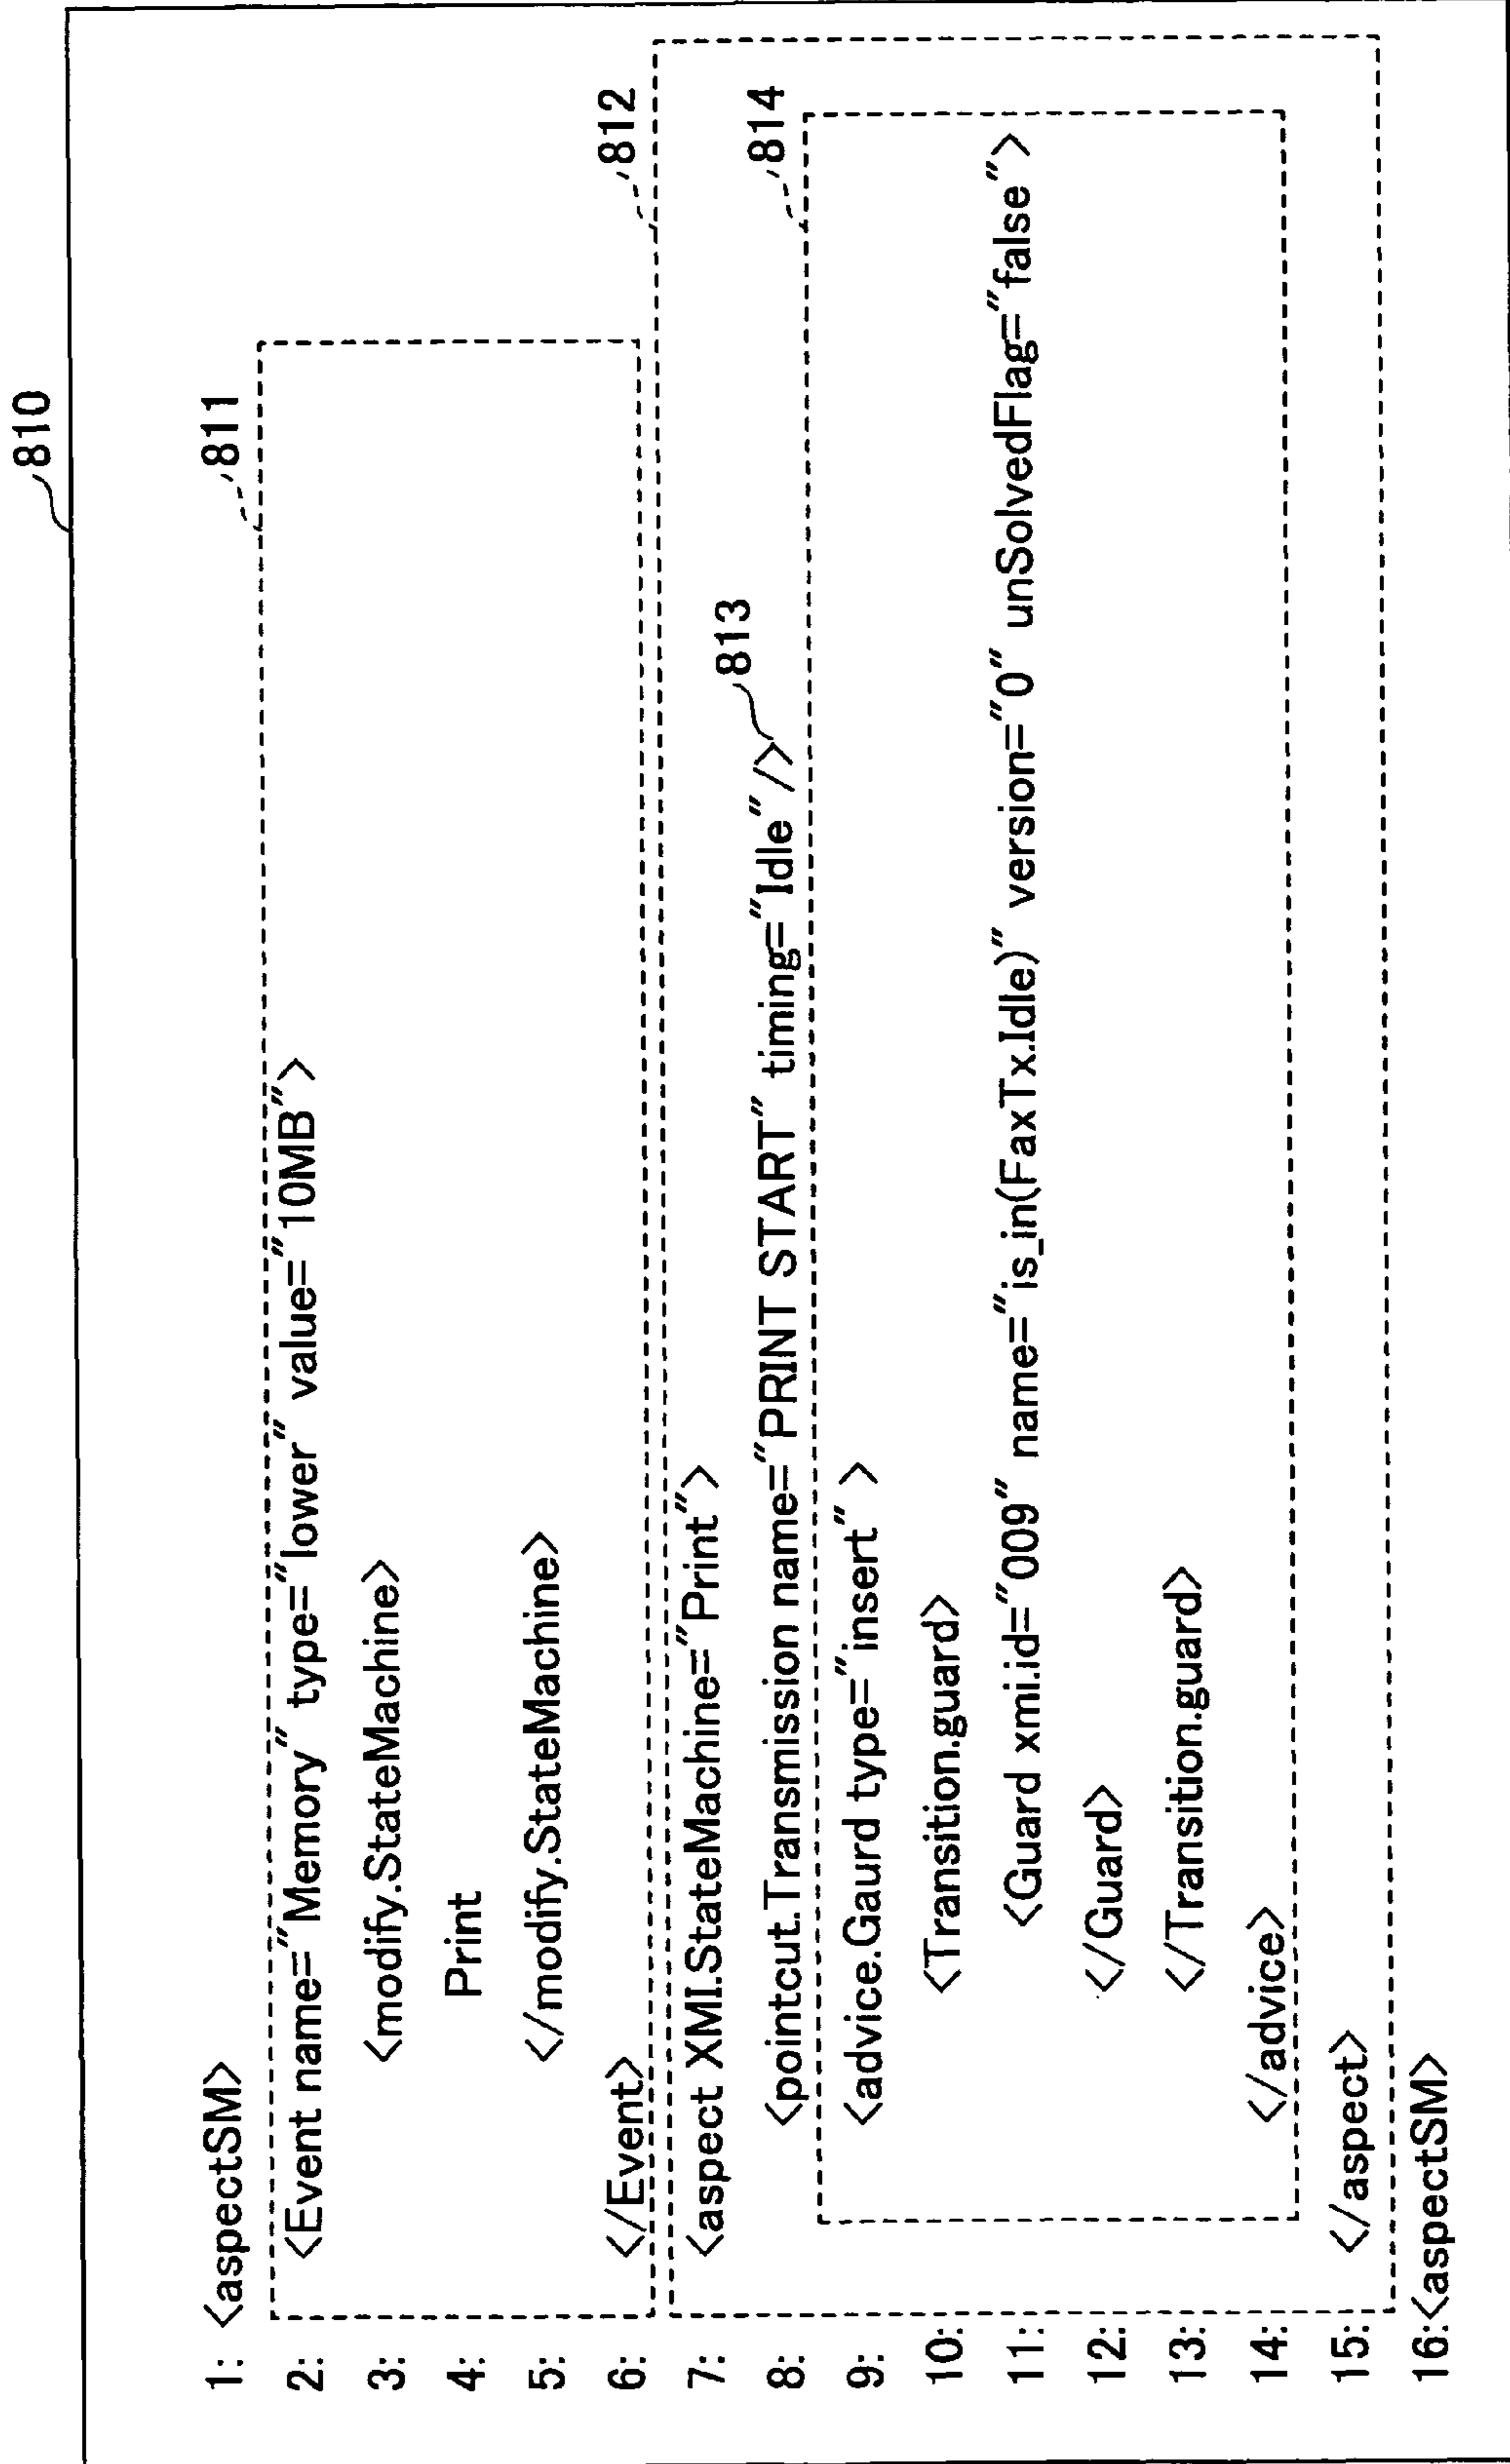 810
811
1: <aspectSM>
2: <Event name="Memory" type="lower" value="10MB">
3: <modify.StateMachine>
4: Print
5: </modify.StateMachine>
6: </Event>
812
7: <aspect XMI.StateMachine="Print">
813
8: <pointcut.Transmission name="PRINT START" timing="Idle"/>
814
9: <advice.Gaurd type="insert" >
10: <Transition.guard>
11: <Guard xmi.id="009" name="is_in(FaxTx.Idle)" version="0" unSolvedFlag="false">
12: </Guard>
13: </Transition.guard>
14: </advice>
15: </aspect>
16:<aspectSM>